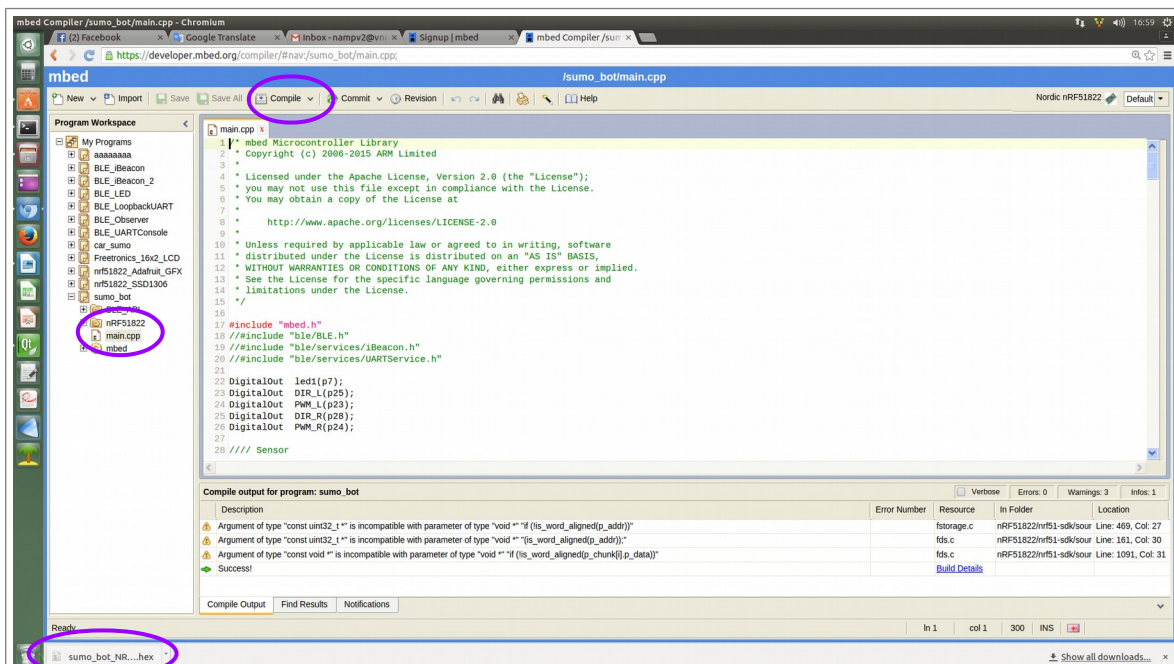 mbed Compiler /sumo_bot/main.cpp - Chromium
16:59
(2) Facebook × Google Translate × Inbox - nampv2@vn × Signup | mbed × mbed Compiler /sum ×
https://developer.mbed.org/compiler/#nav:/sumo_bot/main.cpp;
mbed /sumo_bot/main.cpp
New Import Save Save All Compile Commit Revision Help Nordic nRF51822 Default
Program Workspace <
My Programs
aaaaaaaa
BLE_iBeacon
BLE_iBeacon_2
BLE_LED
BLE_LoopbackUART
BLE_Observer
BLE_UARTConsole
car_sumo
Freetronics_16x2_LCD
nrf51822_Adafruit_GFX
nrf51822_SSD1306
sumo_bot
BLE_API
nRF51822
main.cpp
mbed
main.cpp x
1 /* mbed Microcontroller Library
2 * Copyright (c) 2006-2015 ARM Limited
3 *
4 * Licensed under the Apache License, Version 2.0 (the "License");
5 * you may not use this file except in compliance with the License.
6 * You may obtain a copy of the License at
7 *
8 * http://www.apache.org/licenses/LICENSE-2.0
9 *
10 * Unless required by applicable law or agreed to in writing, software
11 * distributed under the License is distributed on an "AS IS" BASIS,
12 * WITHOUT WARRANTIES OR CONDITIONS OF ANY KIND, either express or implied.
13 * See the License for the specific language governing permissions and
14 * limitations under the License.
15 */
16
17 #include "mbed.h"
18 //#include "ble/BLE.h"
19 //#include "ble/services/iBeacon.h"
20 //#include "ble/services/UARTService.h"
21
22 DigitalOut led1(p7);
23 DigitalOut DIR_L(p25);
24 DigitalOut PWM_L(p23);
25 DigitalOut DIR_R(p28);
26 DigitalOut PWM_R(p24);
27
28 //// Sensor
Compile output for program: sumo_bot Verbose Errors: 0 Warnings: 3 Infos: 1
Description Error Number Resource In Folder Location
Argument of type "const uint32_t *" is incompatible with parameter of type "void *" "if (!is_word_aligned(p_addr))" fstorage.c nRF51822/nrf51-sdk/sour Line: 469, Col: 27
Argument of type "const uint32_t *" is incompatible with parameter of type "void *" "(is_word_aligned(p_addr));" fds.c nRF51822/nrf51-sdk/sour Line: 161, Col: 30
Argument of type "const void *" is incompatible with parameter of type "void *" "if (!is_word_aligned(p_chunk[i].p_data))" fds.c nRF51822/nrf51-sdk/sour Line: 1091, Col: 31
Success! Build Details
Compile Output Find Results Notifications
Ready ln 1 col 1 300 INS
sumo_bot_NR....hex Show all downloads... ×